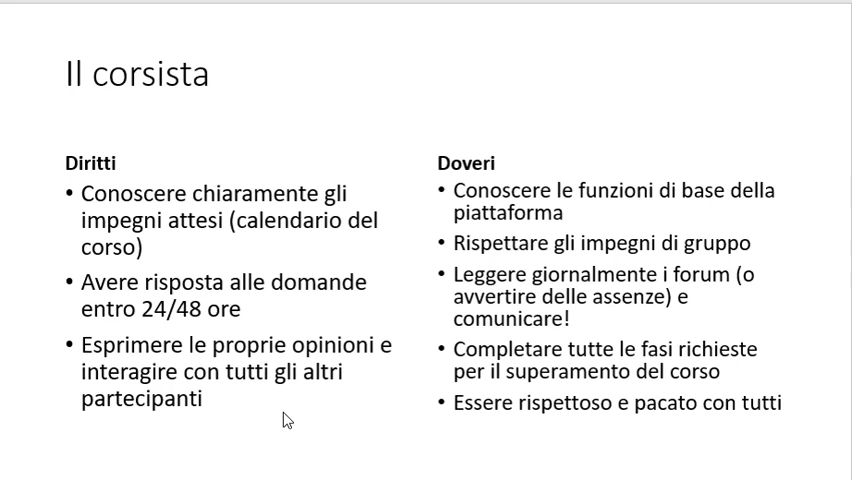 Il corsista
Diritti
• Conoscere chiaramente gli
impegni attesi (calendario del
corso)
• Avere risposta alle domande
entro 24/48 ore
• Esprimere le proprie opinioni e
interagire con tutti gli altri
partecipanti
Doveri
• Conoscere le funzioni di base della
piattaforma
• Rispettare gli impegni di gruppo
• Leggere giornalmente i forum (o
avvertire delle assenze) e
comunicare!
• Completare tutte le fasi richieste
per il superamento del corso
• Essere rispettoso e pacato con tutti